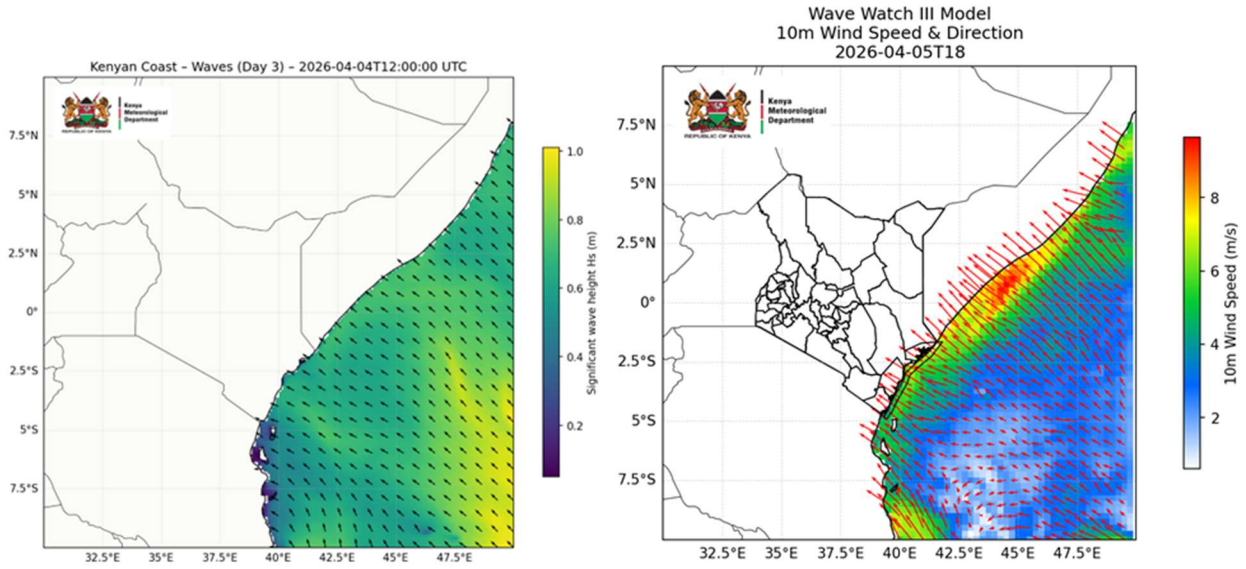 Kenyan Coast – Waves (Day 3) – 2026-04-04T12:00:00 UTC
Kenya
Meteorological
Department
REPUBLIC OF KENYA
7.5°N
5°N
2.5°N
0°
2.5°S
5°S
7.5°S
32.5°E
35°E
37.5°E
40°E
42.5°E
45°E
47.5°E
1.0
0.8
0.6
0.4
0.2
Significant wave height Hs (m)
Wave Watch III Model
10m Wind Speed & Direction
2026-04-05T18
Kenya
Meteorological
Department
REPUBLIC OF KENYA
7.5°N
5°N
2.5°N
0°
2.5°S
5°S
7.5°S
32.5°E
35°E
37.5°E
40°E
42.5°E
45°E
47.5°E
8
6
4
2
10m Wind Speed (m/s)